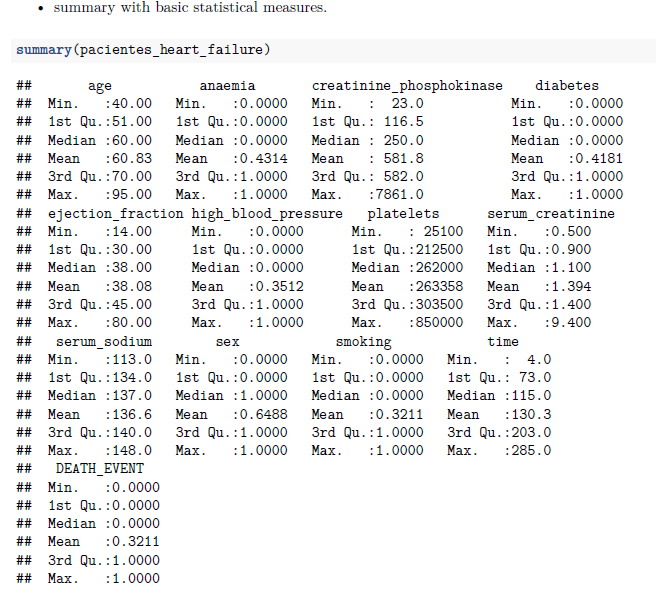 • summary with basic statistical measures.
summary(pacientes_heart_failure)
##       age           anaemia       creatinine_phosphokinase    diabetes
##  Min.   :40.00   Min.   :0.0000   Min.   :  23.0           Min.   :0.0000
##  1st Qu.:51.00   1st Qu.:0.0000   1st Qu.: 116.5           1st Qu.:0.0000
##  Median :60.00   Median :0.0000   Median : 250.0           Median :0.0000
##  Mean   :60.83   Mean   :0.4314   Mean   : 581.8           Mean   :0.4181
##  3rd Qu.:70.00   3rd Qu.:1.0000   3rd Qu.: 582.0           3rd Qu.:1.0000
##  Max.   :95.00   Max.   :1.0000   Max.   :7861.0           Max.   :1.0000
##  ejection_fraction high_blood_pressure   platelets      serum_creatinine
##  Min.   :14.00     Min.   :0.0000      Min.   : 25100   Min.   :0.500
##  1st Qu.:30.00     1st Qu.:0.0000      1st Qu.:212500   1st Qu.:0.900
##  Median :38.00     Median :0.0000      Median :262000   Median :1.100
##  Mean   :38.08     Mean   :0.3512      Mean   :263358   Mean   :1.394
##  3rd Qu.:45.00     3rd Qu.:1.0000      3rd Qu.:303500   3rd Qu.:1.400
##  Max.   :80.00     Max.   :1.0000      Max.   :850000   Max.   :9.400
##   serum_sodium        sex            smoking            time
##  Min.   :113.0   Min.   :0.0000   Min.   :0.0000   Min.   :  4.0
##  1st Qu.:134.0   1st Qu.:0.0000   1st Qu.:0.0000   1st Qu.: 73.0
##  Median :137.0   Median :1.0000   Median :0.0000   Median :115.0
##  Mean   :136.6   Mean   :0.6488   Mean   :0.3211   Mean   :130.3
##  3rd Qu.:140.0   3rd Qu.:1.0000   3rd Qu.:1.0000   3rd Qu.:203.0
##  Max.   :148.0   Max.   :1.0000   Max.   :1.0000   Max.   :285.0
##   DEATH_EVENT
##  Min.   :0.0000
##  1st Qu.:0.0000
##  Median :0.0000
##  Mean   :0.3211
##  3rd Qu.:1.0000
##  Max.   :1.0000